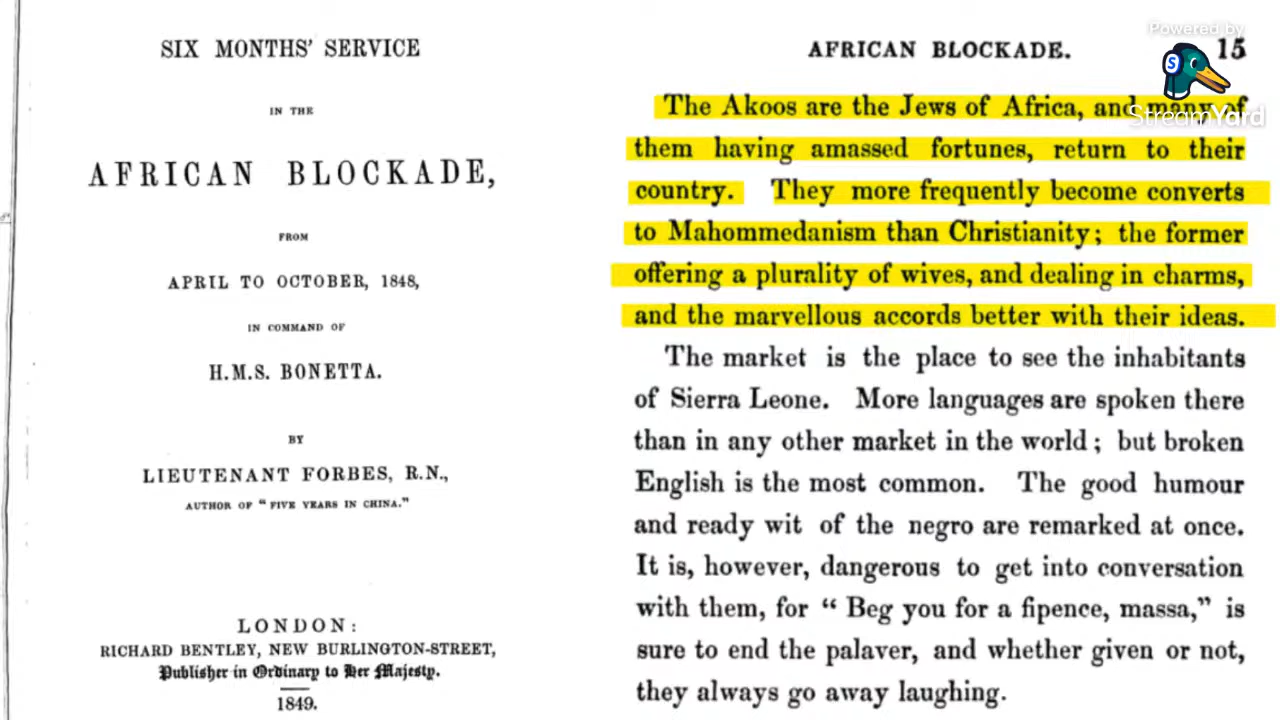 SIX MONTHS' SERVICE
IN THE
AFRICAN BLOCKADE,
FROM
APRIL TO OCTOBER, 1848,
IN COMMAND OF
H.M.S. BONETTA.
BY
LIEUTENANT FORBES, R.N.,
AUTHOR OF "FIVE YEARS IN CHINA."
LONDON:
RICHARD BENTLEY, NEW BURLINGTON-STREET,
Publisher in Ordinary to Her Majesty.
1849.
AFRICAN BLOCKADE. 15
The Akoos are the Jews of Africa, and many of
them having amassed fortunes, return to their
country. They more frequently become converts
to Mahommedanism than Christianity; the former
offering a plurality of wives, and dealing in charms,
and the marvellous accords better with their ideas.
The market is the place to see the inhabitants
of Sierra Leone. More languages are spoken there
than in any other market in the world; but broken
English is the most common. The good humour
and ready wit of the negro are remarked at once.
It is, however, dangerous to get into conversation
with them, for "Beg you for a fipence, massa," is
sure to end the palaver, and whether given or not,
they always go away laughing.
Powered by
S
StreamYard